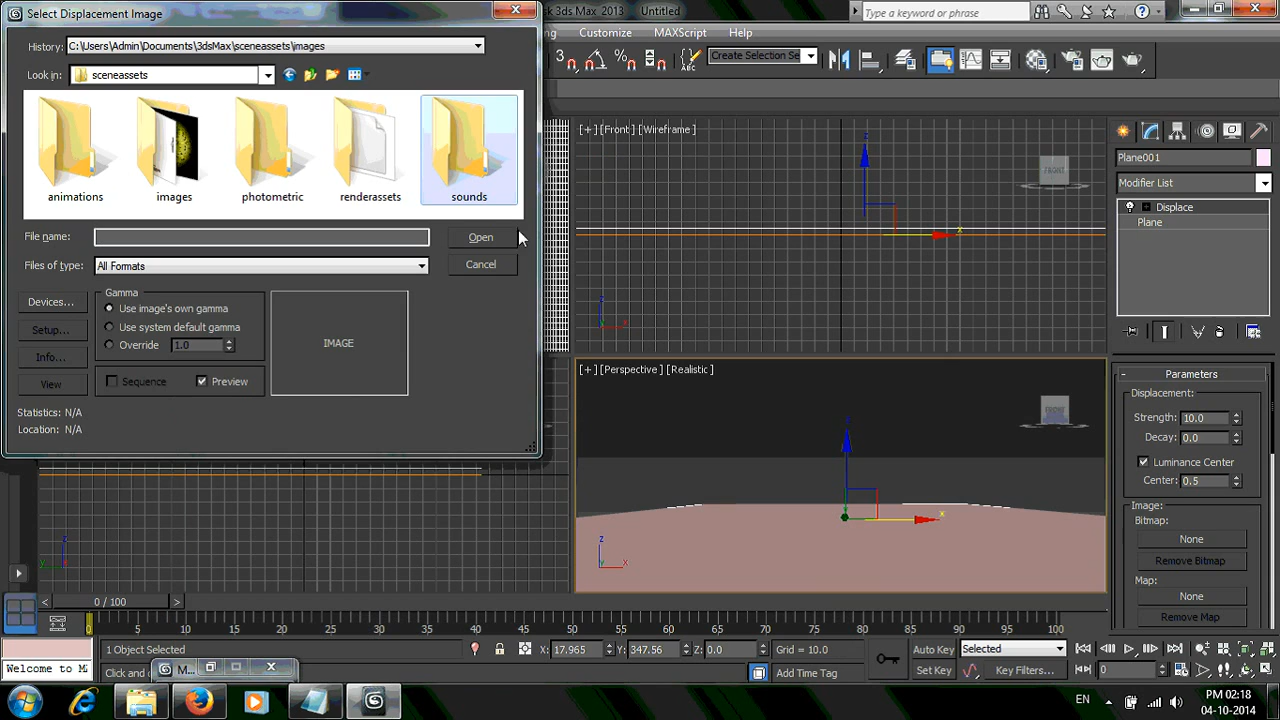 Select Displacement Image
k 3ds Max 2013 Untitled
Type a keyword or phrase
History: C:\Users\Admin\Documents\3dsMax\sceneassets\images
ng Customize MAXScript Help
Look in: sceneassets
Create Selection Se
animations images photometric renderassets sounds
[+] [Front] [Wireframe]
FRONT
z
x
z
x
Plane001
Modifier List
Displace
Plane
File name: Open
Files of type: All Formats Cancel
Devices...
Setup...
Info...
View
Gamma
Use image's own gamma
Use system default gamma
Override 1.0
Sequence Preview
IMAGE
Statistics: N/A
Location: N/A
[+] [Perspective] [Realistic]
FRONT
z
x
z
x
z
y
Parameters
Displacement:
Strength: 10.0
Decay: 0.0
Luminance Center
Center: 0.5
Image:
Bitmap:
None
Remove Bitmap
Map:
None
Remove Map
< 0 / 100 >
0 5 10 15 20 25 30 35 40 45 50 55 60 65 70 75 80 85 90 95 100
1 Object Selected X: 17.965 Y: 347.56 Z: 0.0 Grid = 10.0 Auto Key Selected
Welcome to M Click and M... Add Time Tag Set Key Key Filters... 0
EN PM 02:18
04-10-2014